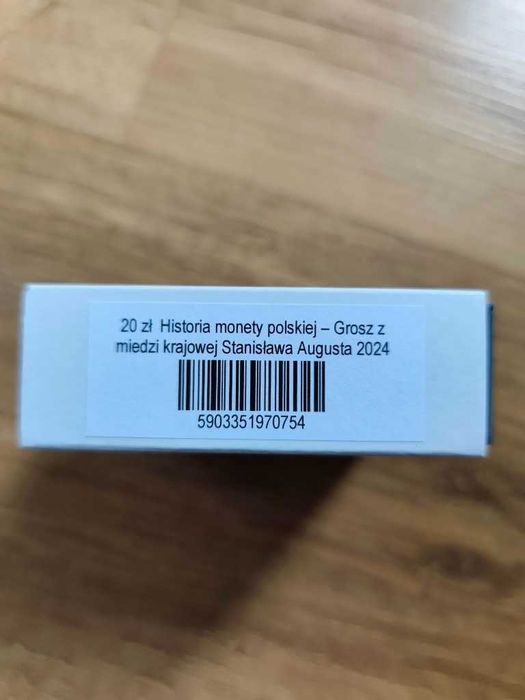 20 zł Historia monety polskiej – Grosz z
miedzi krajowej Stanisława Augusta 2024
5903351970754